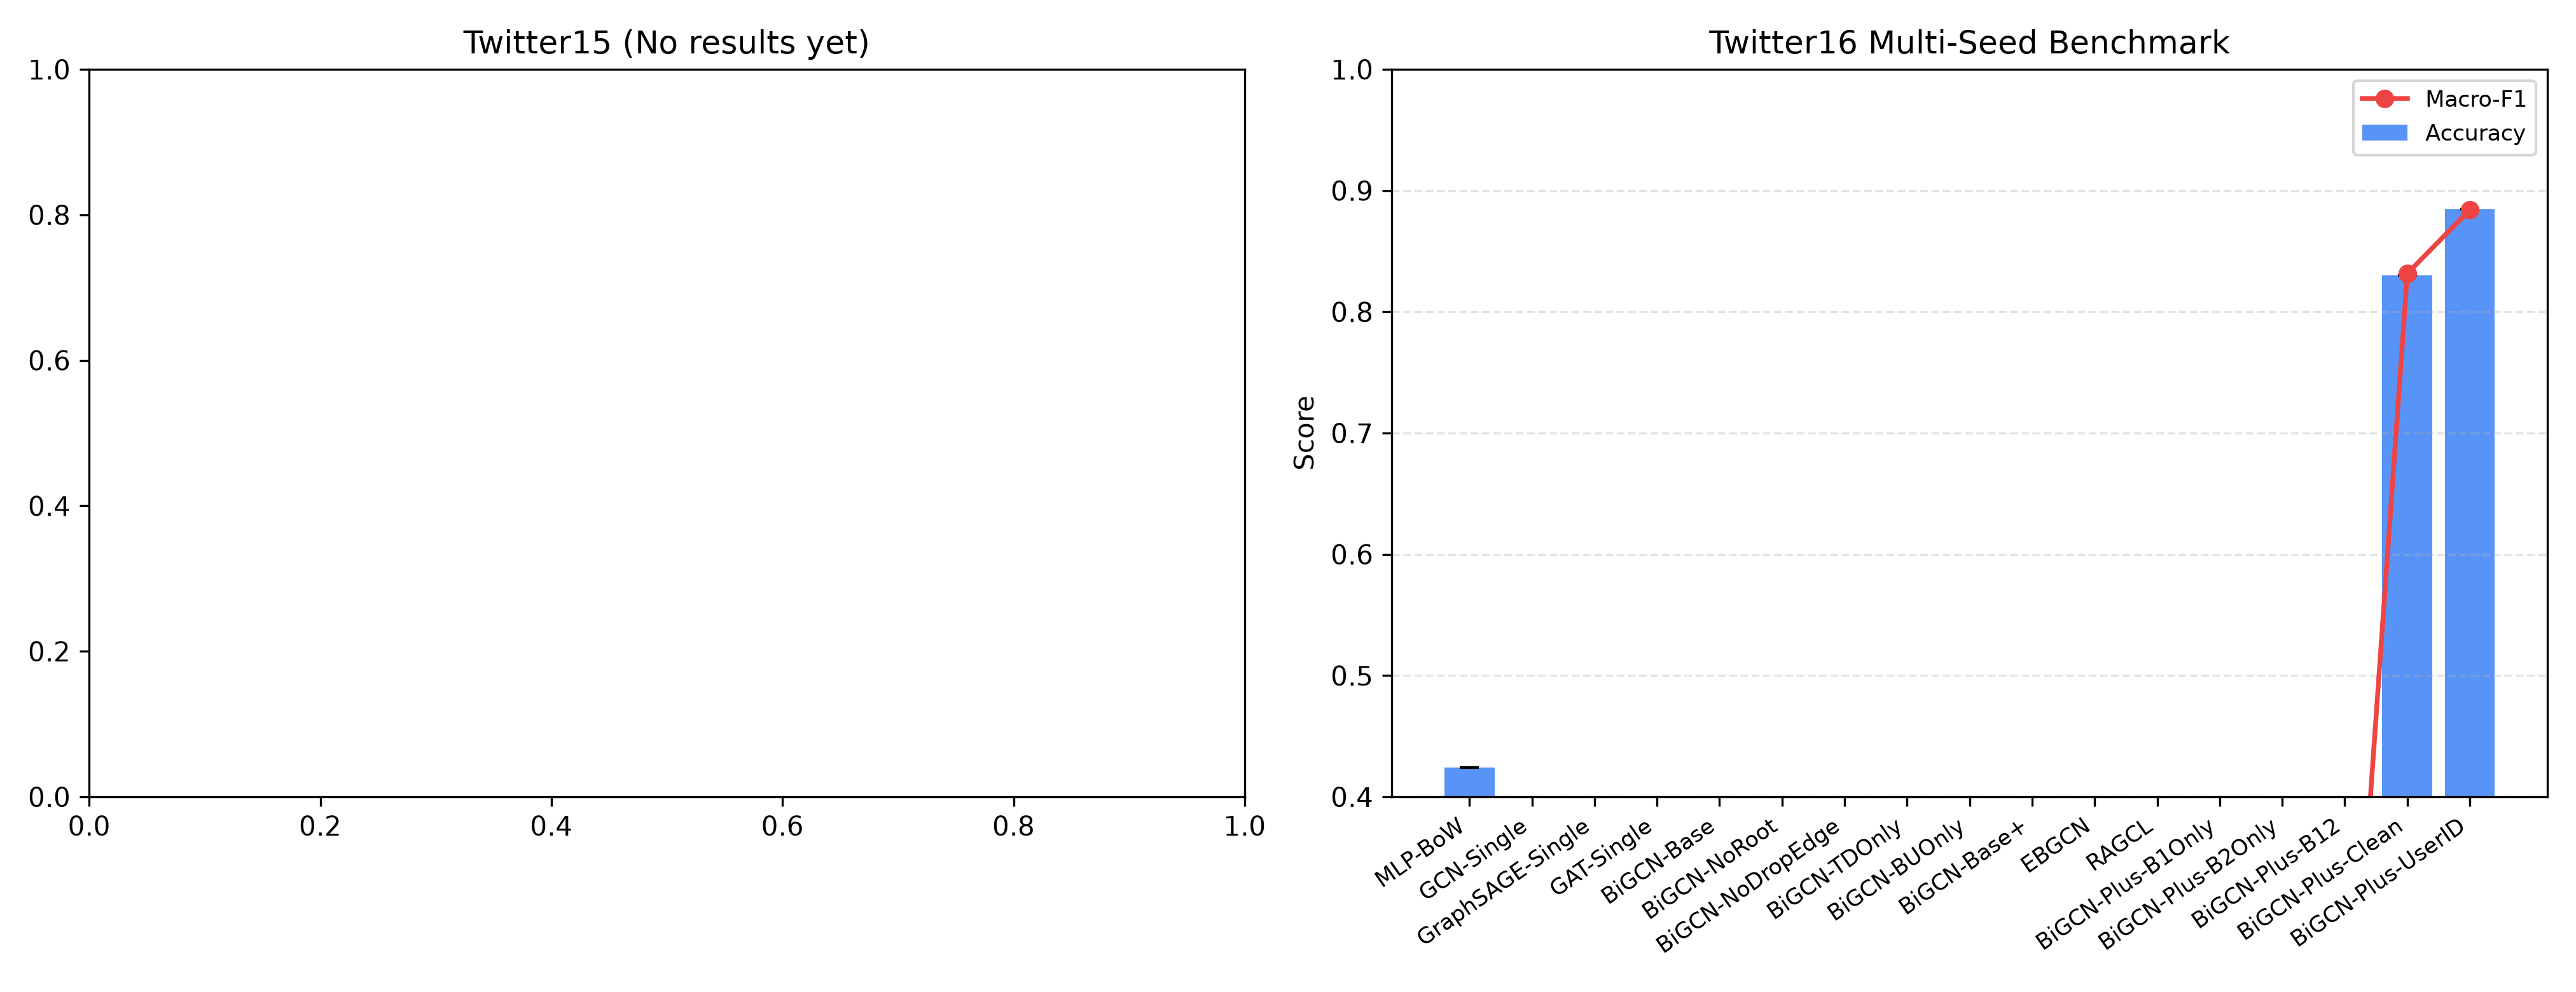 Twitter15 (No results yet)
1.0
0.8
0.6
0.4
0.2
0.0
0.0 0.2 0.4 0.6 0.8 1.0
Twitter16 Multi-Seed Benchmark
Score
1.0
0.9
0.8
0.7
0.6
0.5
0.4
Macro-F1
Accuracy
MLP-BoW
GCN-Single
GraphSAGE-Single
GAT-Single
BiGCN-Base
BiGCN-NoRoot
BiGCN-NoDropEdge
BiGCN-TDOnly
BiGCN-BUOnly
BiGCN-Base+
EBGCN
RAGCL
BiGCN-Plus-B1Only
BiGCN-Plus-B2Only
BiGCN-Plus-B12
BiGCN-Plus-Clean
BiGCN-Plus-UserID